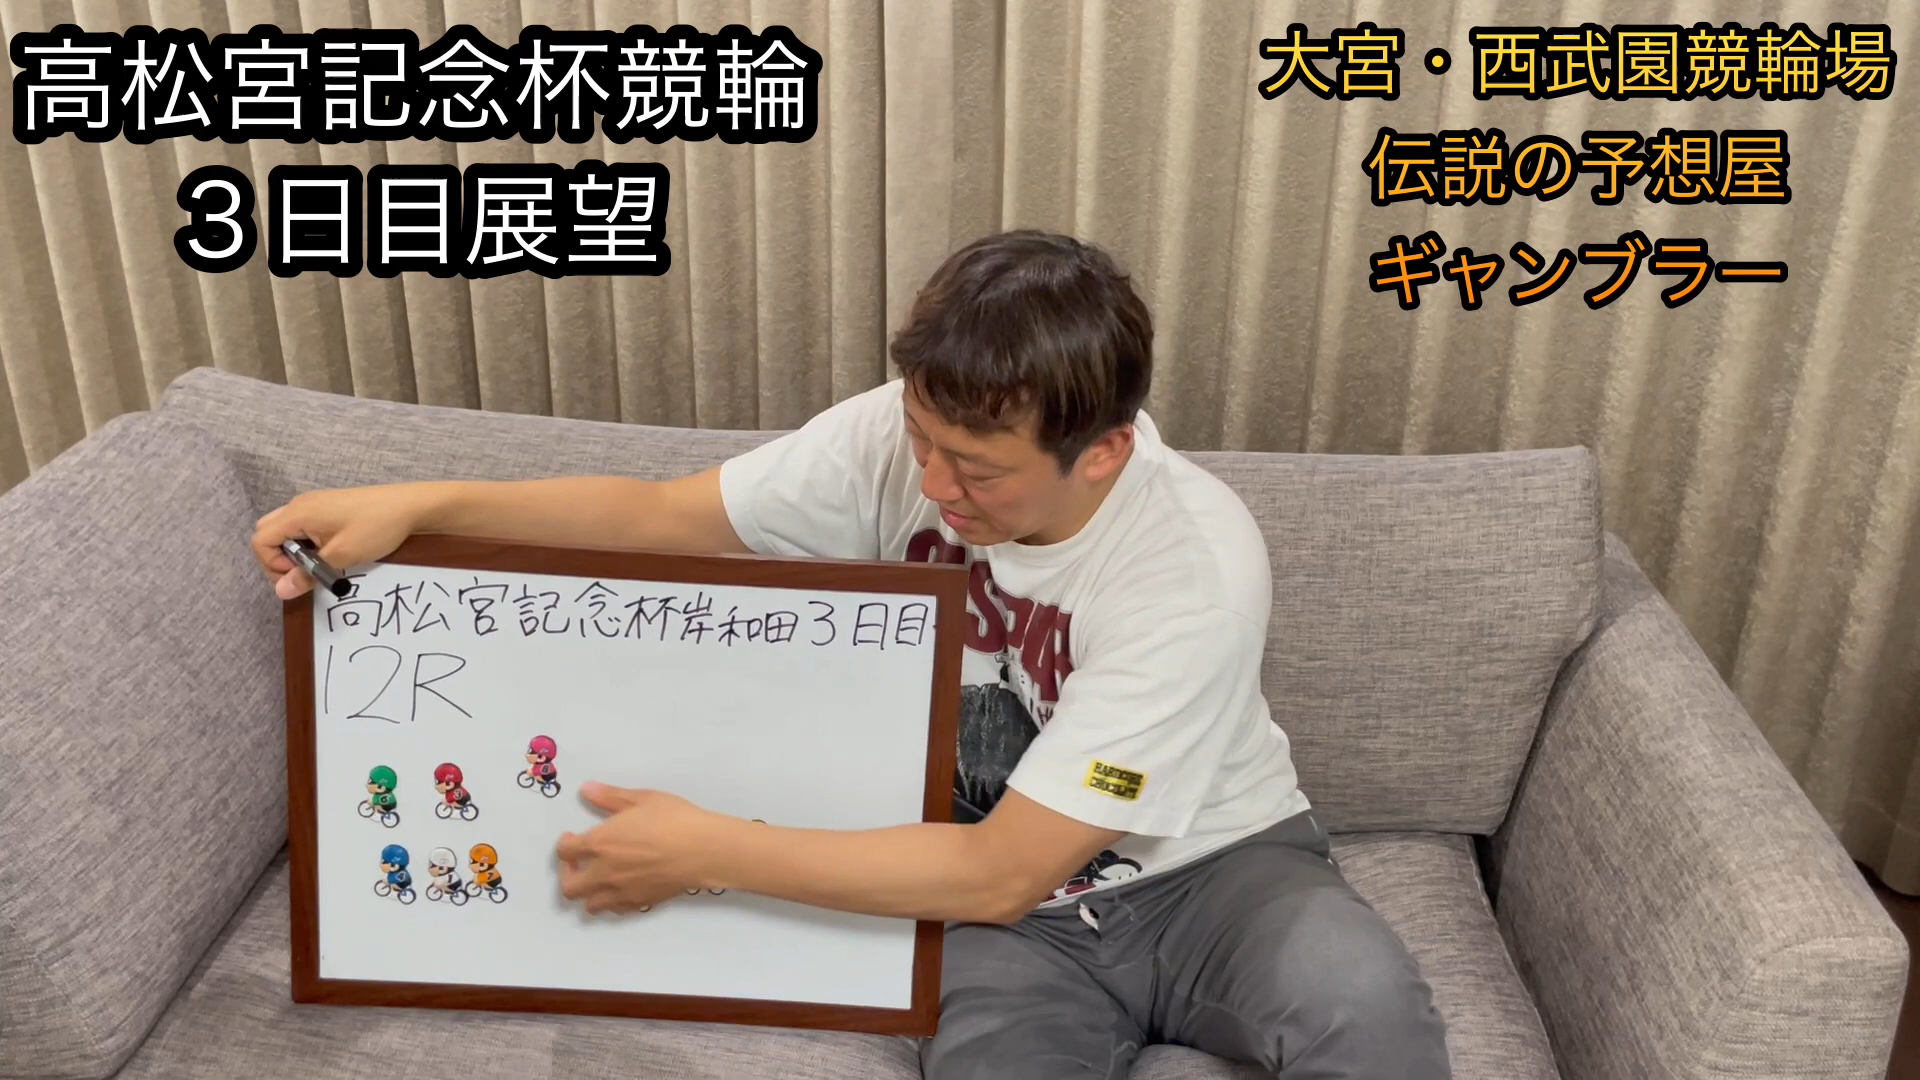 高松宮記念杯競輪
3日目展望
大宮・西武園競輪場
伝説の予想屋
ギャンブラー
高松宮記念杯岸和田3日目
12R
HARDCORE
CHOCOLATE